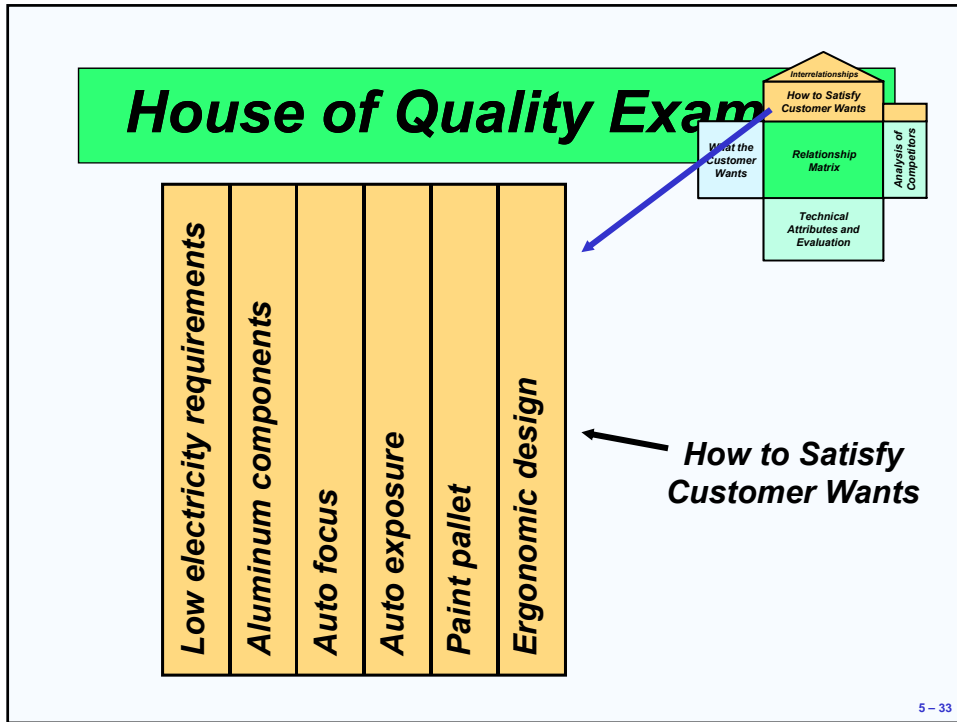 House of Quality Exam
Interrelationships
How to Satisfy
Customer Wants
What the
Customer
Wants
Relationship
Matrix
Analysis of
Competitors
Technical
Attributes and
Evaluation
Low electricity requirements
Aluminum components
Auto focus
Auto exposure
Paint pallet
Ergonomic design
How to Satisfy
Customer Wants
5 – 33